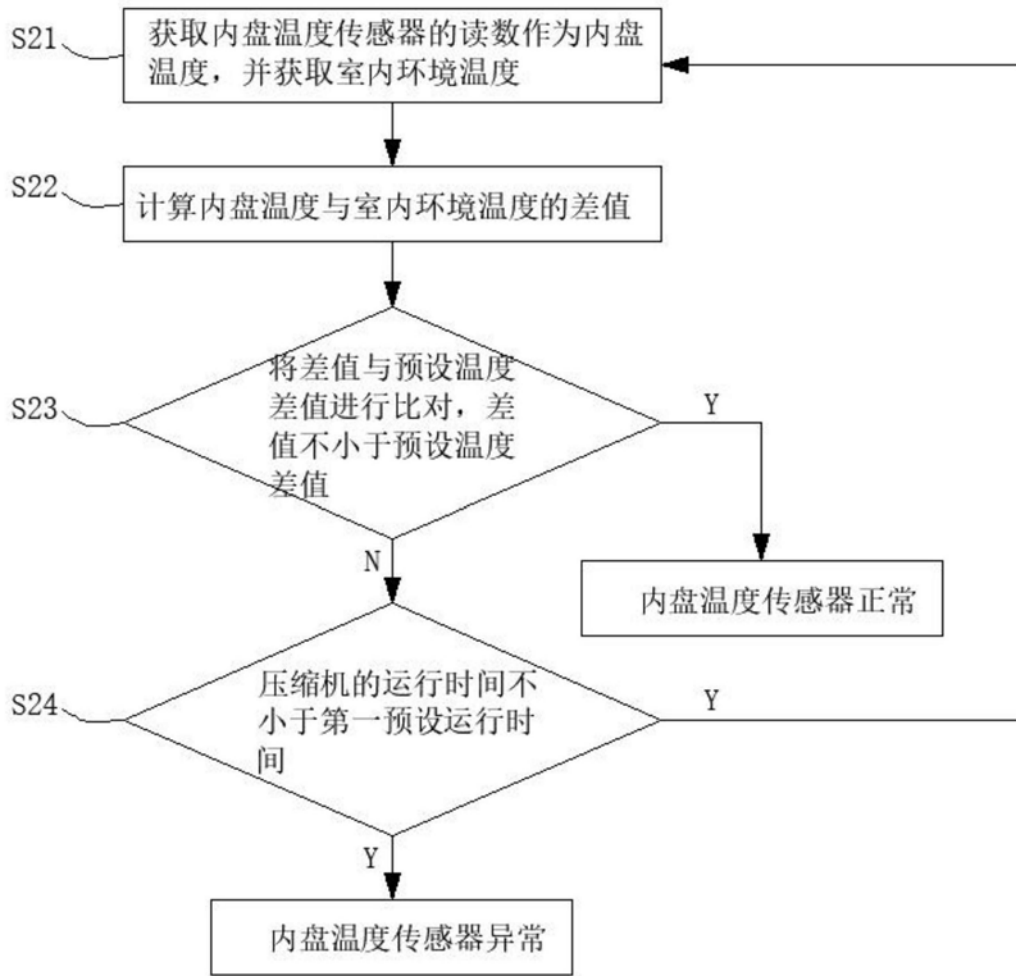 S21
获取内盘温度传感器的读数作为内盘
温度，并获取室内环境温度
S22
计算内盘温度与室内环境温度的差值
S23
将差值与预设温度
差值进行比对，差
值不小于预设温度
差值
Y
N
内盘温度传感器正常
S24
压缩机的运行时间不
小于第一预设运行时
间
Y
Y
内盘温度传感器异常